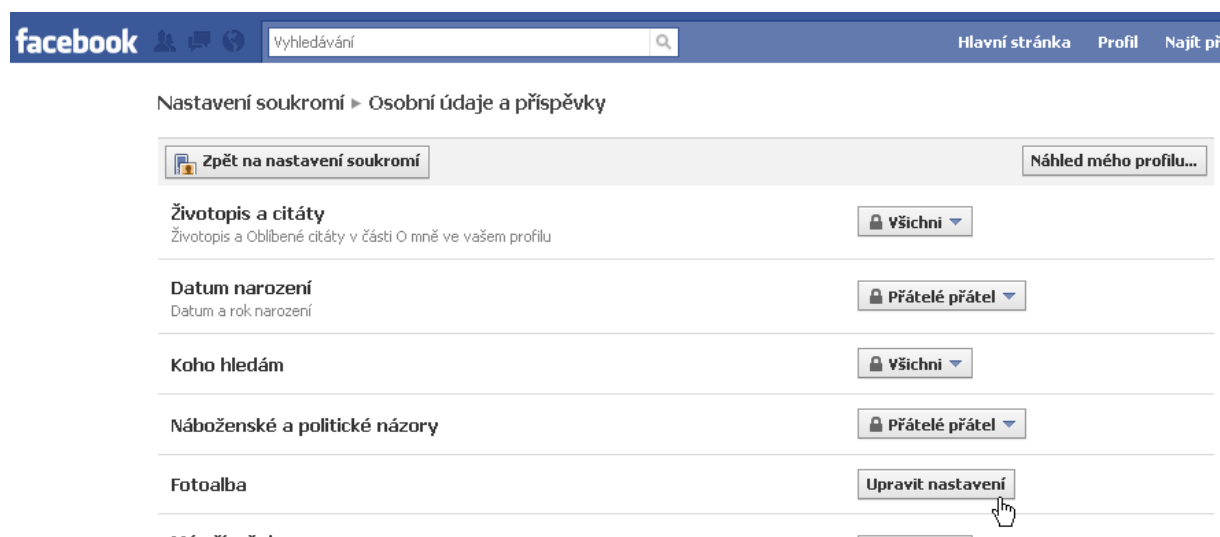 facebook
Vyhledávání
Hlavní stránka Profil Najít př
Nastavení soukromí ▸ Osobní údaje a příspěvky
Zpět na nastavení soukromí
Náhled mého profilu...
Životopis a citáty
Všichni
Životopis a Oblíbené citáty v části O mně ve vašem profilu
Datum narození
Přátelé přátel
Datum a rok narození
Koho hledám
Všichni
Náboženské a politické názory
Přátelé přátel
Fotoalba
Upravit nastavení